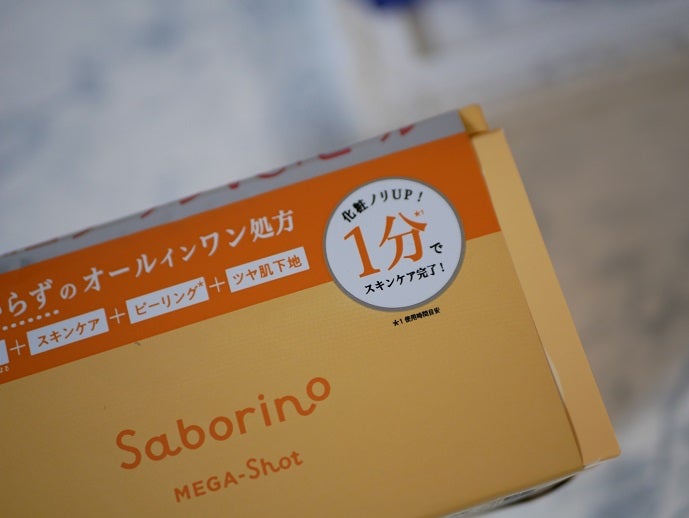 らずのオールインワン処方
+ スキンケア + ピーリング* + ツヤ肌下地
化粧ノリUP!
1分*1で
スキンケア完了!
*1 使用時間目安
Saborino
MEGA-Shot